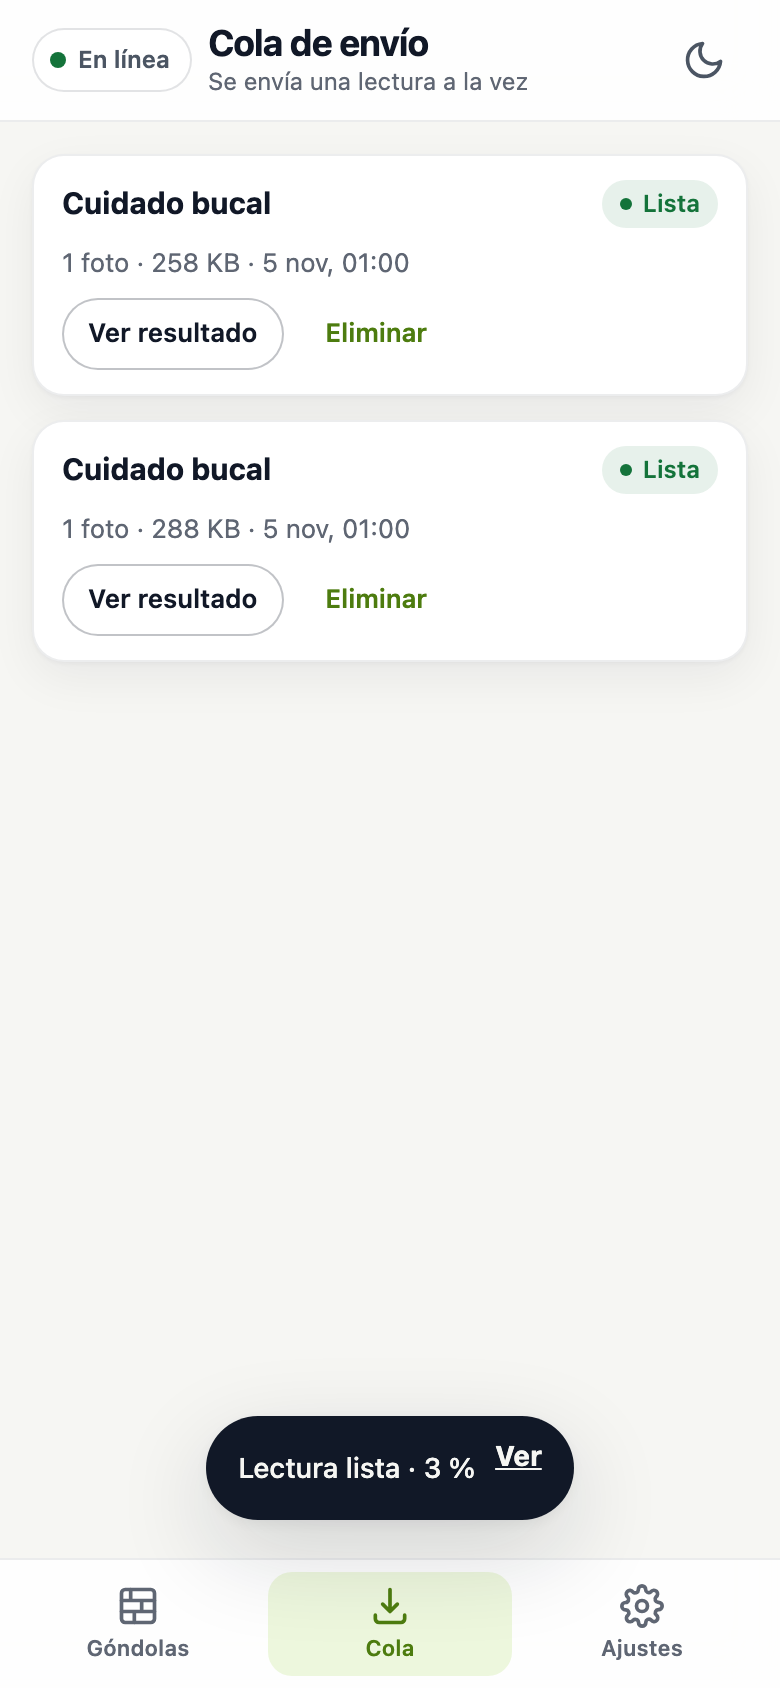 En línea
Cola de envío
Se envía una lectura a la vez
Cuidado bucal
Lista
1 foto · 258 KB · 5 nov, 01:00
Ver resultado
Eliminar
Cuidado bucal
Lista
1 foto · 288 KB · 5 nov, 01:00
Ver resultado
Eliminar
Lectura lista · 3 %
Ver
Góndolas
Cola
Ajustes